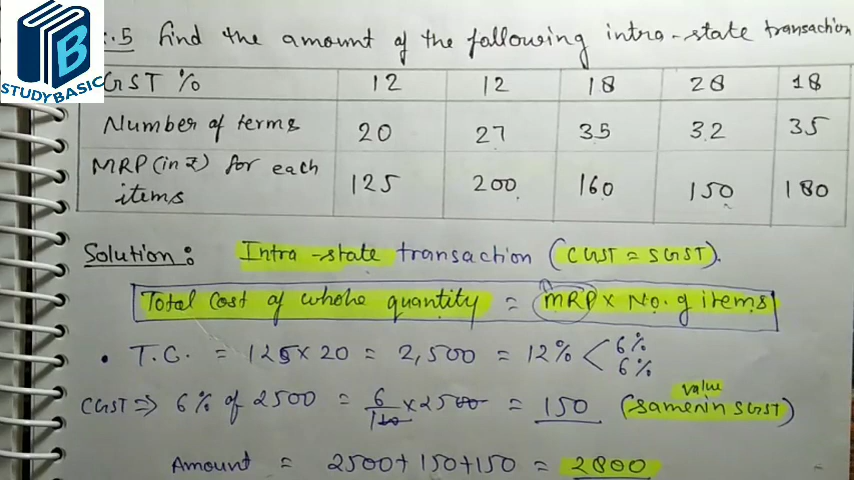 B
STUDYBASIC
:.5 find the amount of the following intra-state transaction
GST % 12 12 18 28 18
Number of terms 20 27 35 32 35
MRP (in ₹) for each items 125 200 160 150 180
Solution: Intra-state transaction (CGST = SGST).
Total cost of whole quantity = MRP × No. of items
• T.C. = 125 × 20 = 2,500 = 12% < 6% 6%
CGST ⇒ 6% of 2500 = 6/100 × 2500 = 150 (same value in SGST)
Amount = 2500 + 150 + 150 = 2800